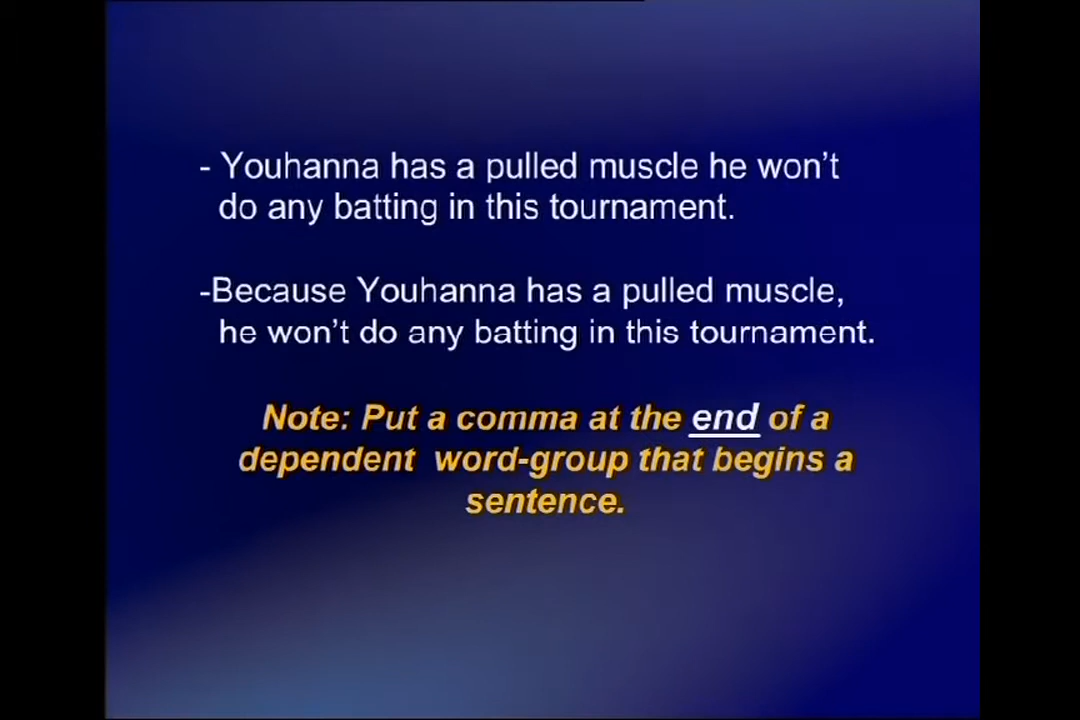 - Youhanna has a pulled muscle he won't
do any batting in this tournament.
-Because Youhanna has a pulled muscle,
he won't do any batting in this tournament.
Note: Put a comma at the end of a
dependent word-group that begins a
sentence.